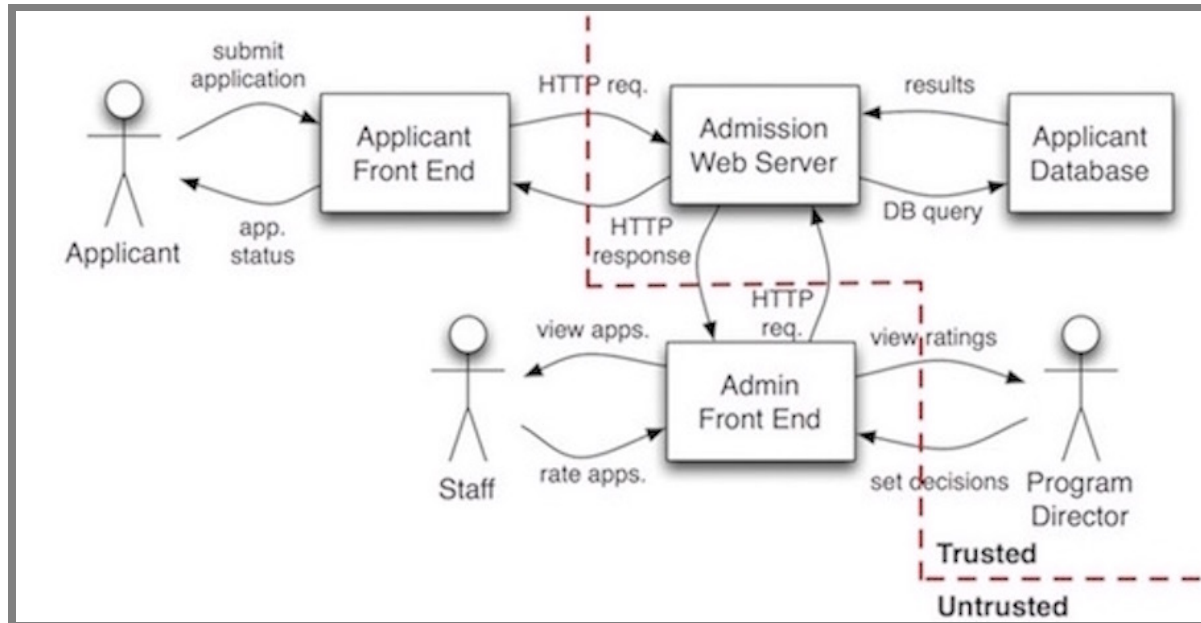 submit
application
HTTP req.
results
Applicant
Front End
Admission
Web Server
Applicant
Database
Applicant
app.
status
HTTP
response
DB query
HTTP
req.
view apps.
view ratings
Admin
Front End
Staff
rate apps.
set decisions
Program
Director
Trusted
Untrusted